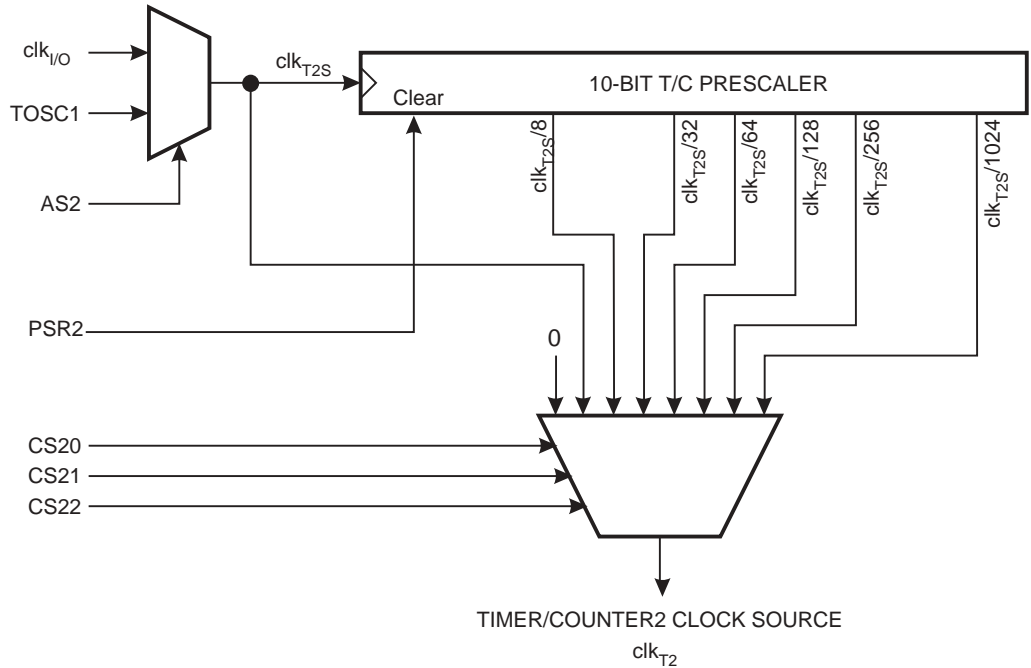 clkI/O
clkT2S
10-BIT T/C PRESCALER
TOSC1
Clear
clkT2S/8
clkT2S/32
clkT2S/64
clkT2S/128
clkT2S/256
clkT2S/1024
AS2
PSR2
0
CS20
CS21
CS22
TIMER/COUNTER2 CLOCK SOURCE
clkT2